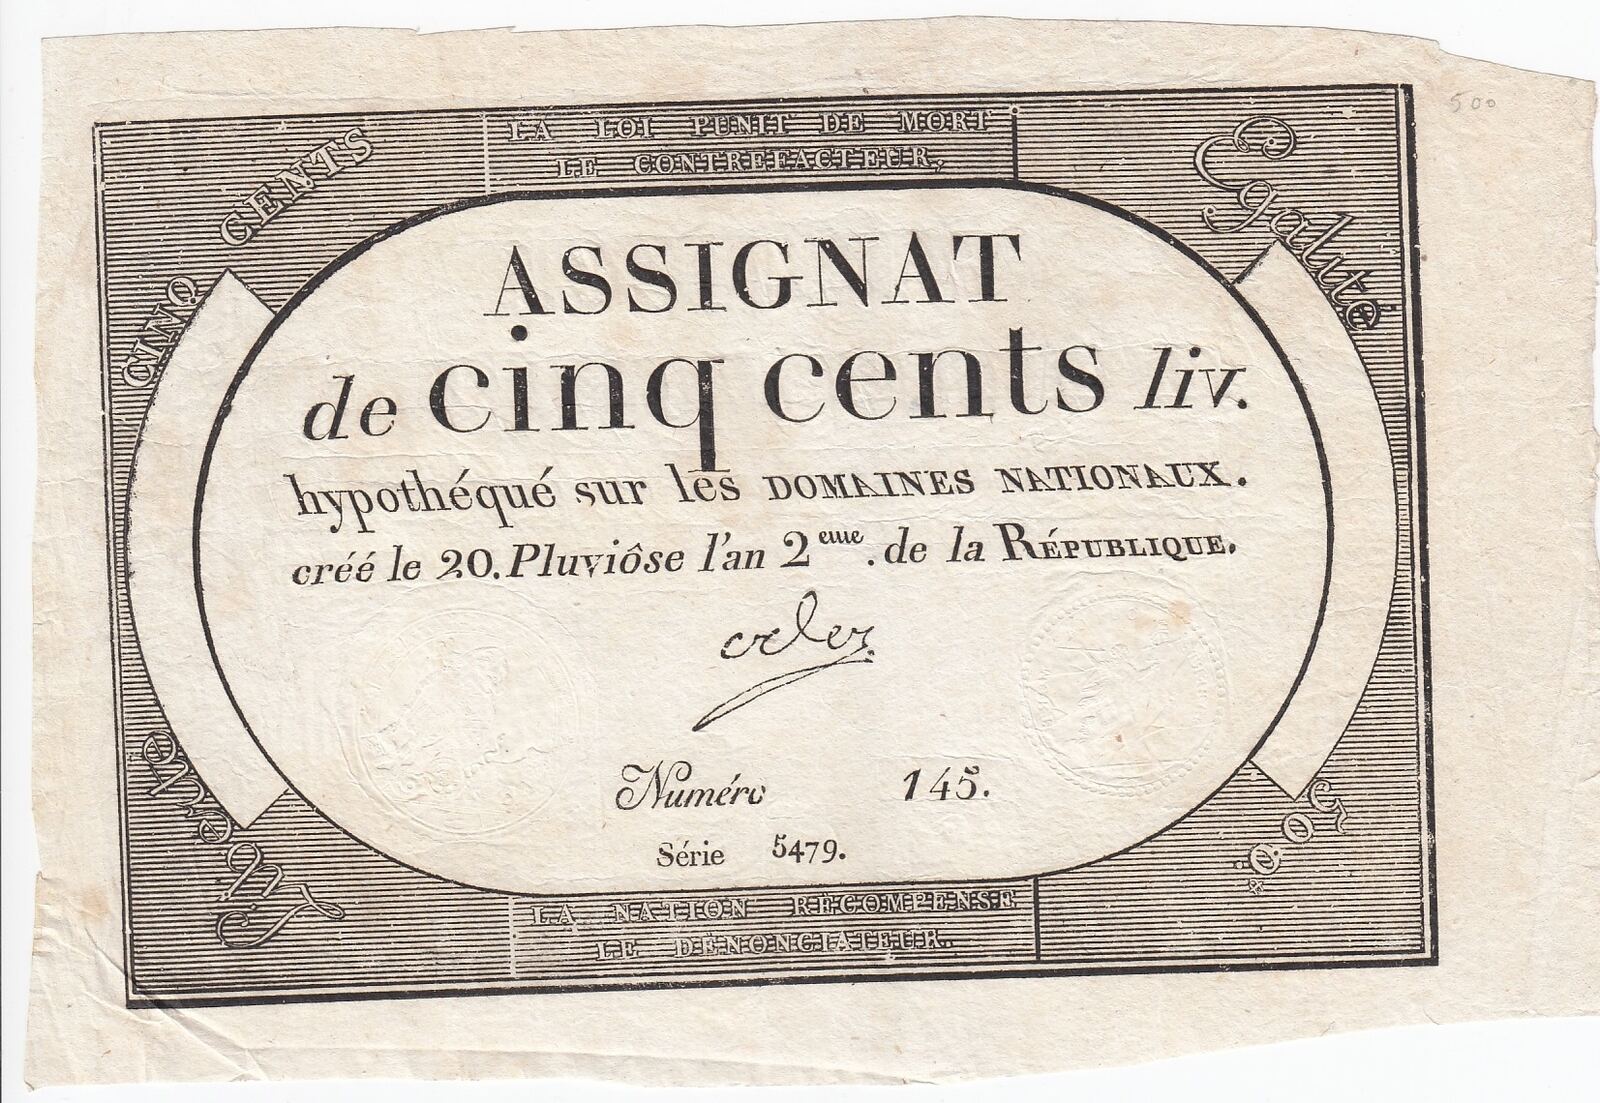 500
LA LOI PUNIT DE MORT
LE CONTREFACTEUR,
CINQ CENTS
Egalité
ASSIGNAT
de cinq cents liv.
hypothéqué sur les DOMAINES NATIONAUX.
créé le 20. Pluviôse l'an 2eme. de la RÉPUBLIQUE.
Numéro 145.
Série 5479.
Liberté
500.
LA NATION RÉCOMPENSE
LE DÉNONCIATEUR.